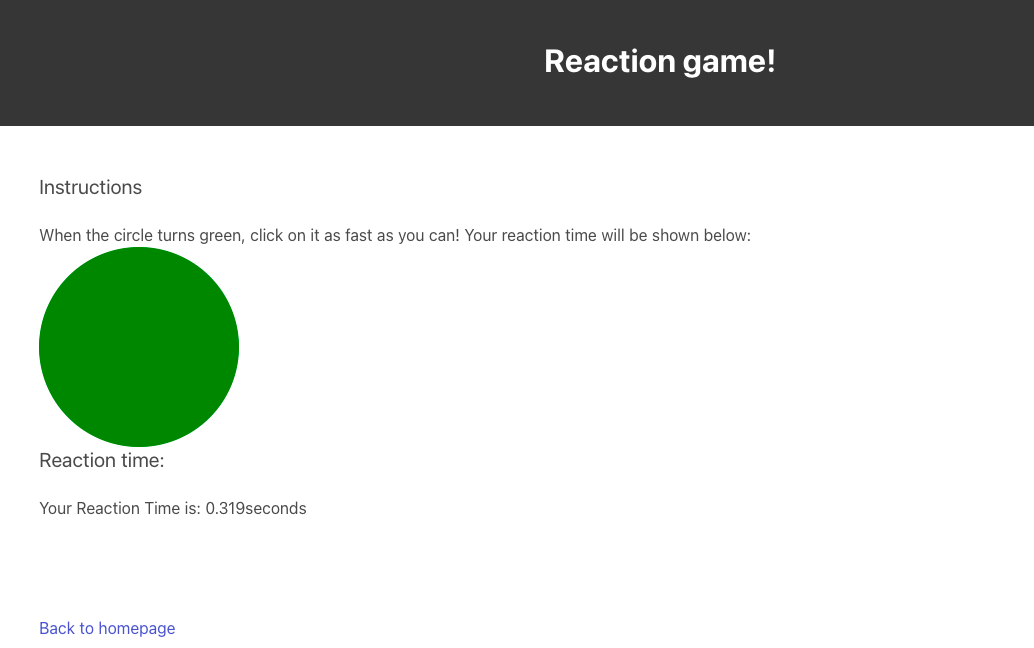 Reaction game!
Instructions
When the circle turns green, click on it as fast as you can! Your reaction time will be shown below:
Reaction time:
Your Reaction Time is: 0.319seconds
Back to homepage